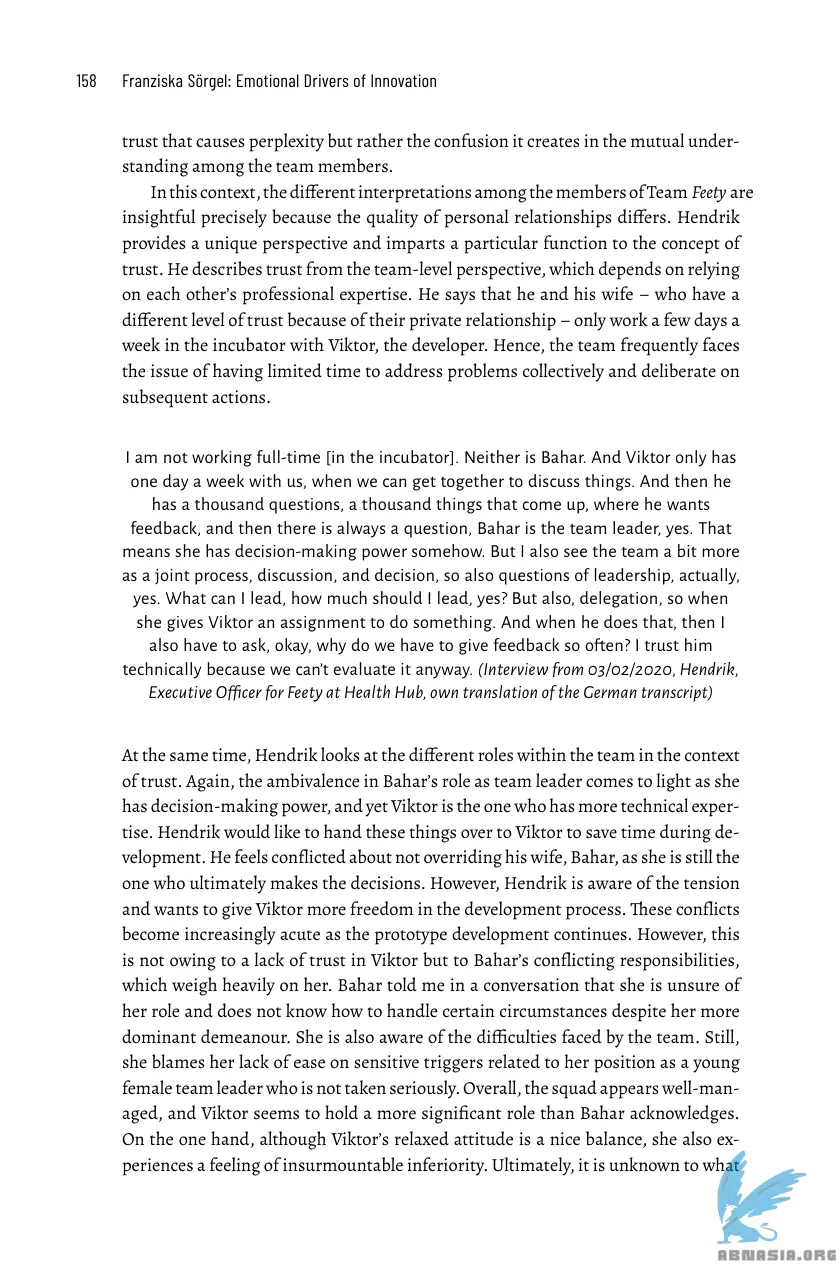 158 Franziska Sörgel: Emotional Drivers of Innovation
trust that causes perplexity but rather the confusion it creates in the mutual under-
standing among the team members.
In this context, the different interpretations among the members of Team Feety are
insightful precisely because the quality of personal relationships differs. Hendrik
provides a unique perspective and imparts a particular function to the concept of
trust. He describes trust from the team-level perspective, which depends on relying
on each other’s professional expertise. He says that he and his wife – who have a
different level of trust because of their private relationship – only work a few days a
week in the incubator with Viktor, the developer. Hence, the team frequently faces
the issue of having limited time to address problems collectively and deliberate on
subsequent actions.
I am not working full-time [in the incubator]. Neither is Bahar. And Viktor only has
one day a week with us, when we can get together to discuss things. And then he
has a thousand questions, a thousand things that come up, where he wants
feedback, and then there is always a question, Bahar is the team leader, yes. That
means she has decision-making power somehow. But I also see the team a bit more
as a joint process, discussion, and decision, so also questions of leadership, actually,
yes. What can I lead, how much should I lead, yes? But also, delegation, so when
she gives Viktor an assignment to do something. And when he does that, then I
also have to ask, okay, why do we have to give feedback so often? I trust him
technically because we can’t evaluate it anyway. (Interview from 03/02/2020, Hendrik,
Executive Officer for Feety at Health Hub, own translation of the German transcript)
At the same time, Hendrik looks at the different roles within the team in the context
of trust. Again, the ambivalence in Bahar’s role as team leader comes to light as she
has decision-making power, and yet Viktor is the one who has more technical exper-
tise. Hendrik would like to hand these things over to Viktor to save time during de-
velopment. He feels conflicted about not overriding his wife, Bahar, as she is still the
one who ultimately makes the decisions. However, Hendrik is aware of the tension
and wants to give Viktor more freedom in the development process. These conflicts
become increasingly acute as the prototype development continues. However, this
is not owing to a lack of trust in Viktor but to Bahar’s conflicting responsibilities,
which weigh heavily on her. Bahar told me in a conversation that she is unsure of
her role and does not know how to handle certain circumstances despite her more
dominant demeanour. She is also aware of the difficulties faced by the team. Still,
she blames her lack of ease on sensitive triggers related to her position as a young
female team leader who is not taken seriously. Overall, the squad appears well-man-
aged, and Viktor seems to hold a more significant role than Bahar acknowledges.
On the one hand, although Viktor’s relaxed attitude is a nice balance, she also ex-
periences a feeling of insurmountable inferiority. Ultimately, it is unknown to what
ABNASIA.ORG